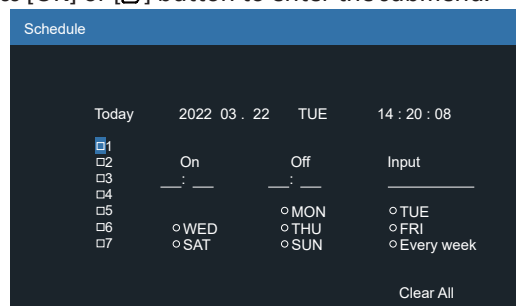 ss [OK] or [ ] button to enter the submenu.
Schedule
Today 2022 03 . 22 TUE 14 : 20 : 08
□1
□2 On Off Input
□3 __: __ __: __ ________
□4
□5 ○MON ○TUE
□6 ○WED ○THU ○FRI
□7 ○SAT ○SUN ○Every week
Clear All